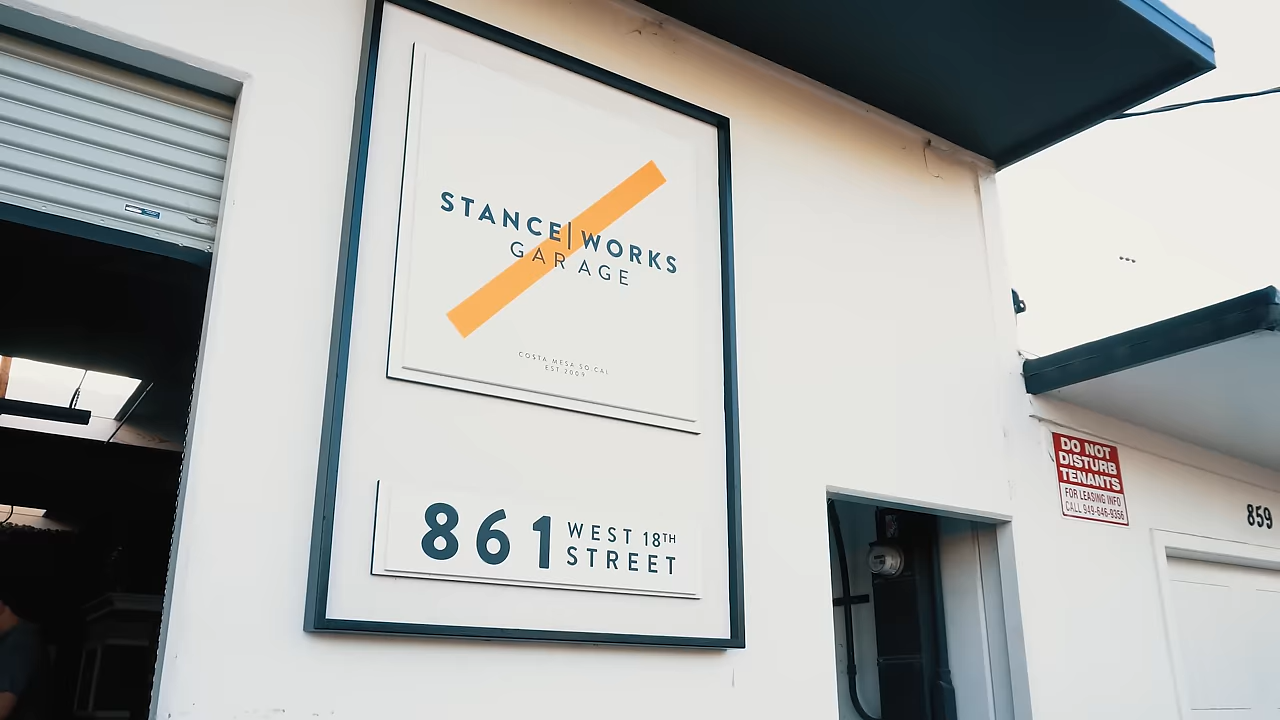 STANCE|WORKS
GARAGE
COSTA MESA SO CAL
EST 2009
861 WEST 18TH
STREET
DO NOT
DISTURB
TENANTS
FOR LEASING INFO
CALL 949-646-9356
859